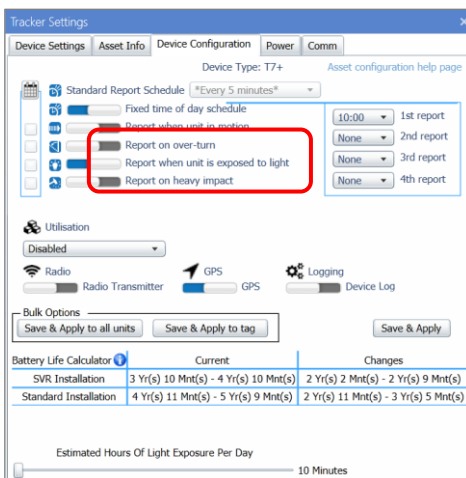 Tracker Settings
Device Settings Asset Info Device Configuration Power Comm
Device Type: T7+ Asset configuration help page
Standard Report Schedule *Every 5 minutes*
Fixed time of day schedule
10:00 1st report
Report when unit in motion
None 2nd report
Report on over-turn
None 3rd report
Report when unit is exposed to light
None 4th report
Report on heavy impact
Utilisation
Disabled
Radio GPS Logging
Radio Transmitter GPS Device Log
Bulk Options
Save & Apply to all units Save & Apply to tag Save & Apply
Battery Life Calculator Current Changes
SVR Installation 3 Yr(s) 10 Mnt(s) - 4 Yr(s) 10 Mnt(s) 2 Yr(s) 2 Mnt(s) - 2 Yr(s) 9 Mnt(s)
Standard Installation 4 Yr(s) 11 Mnt(s) - 5 Yr(s) 9 Mnt(s) 2 Yr(s) 11 Mnt(s) - 3 Yr(s) 5 Mnt(s)
Estimated Hours Of Light Exposure Per Day
10 Minutes